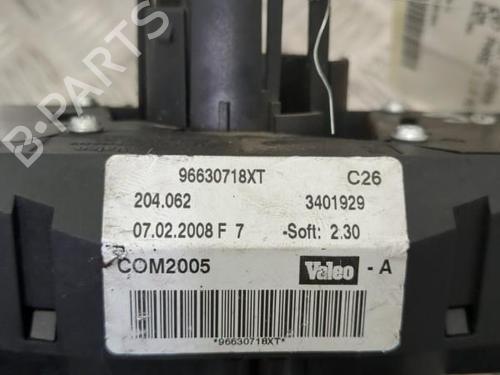 B-PARTS
96630718XT C26
204.062 3401929
07.02.2008 F 7 -Soft: 2.30
COM2005 Valeo - A
*96630718XT*